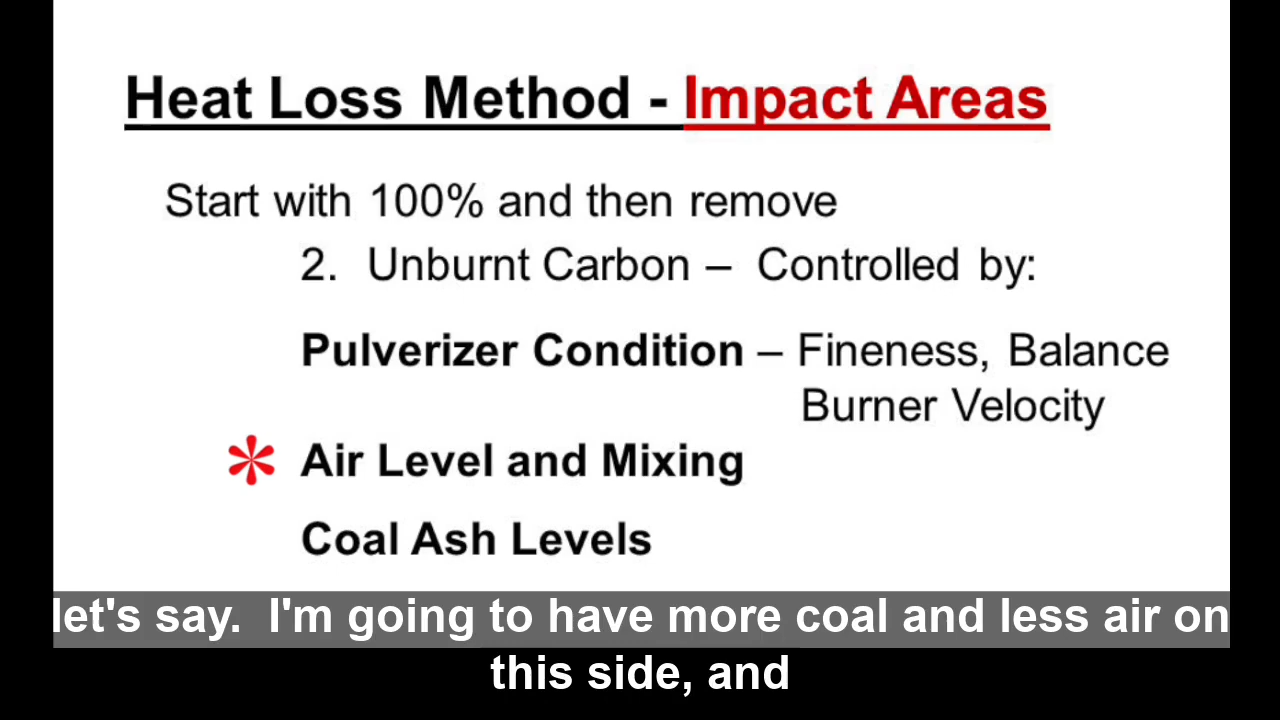 Heat Loss Method - Impact Areas
Start with 100% and then remove
2. Unburnt Carbon – Controlled by:
Pulverizer Condition – Fineness, Balance
Burner Velocity
* Air Level and Mixing
Coal Ash Levels
let's say. I'm going to have more coal and less air on
this side, and